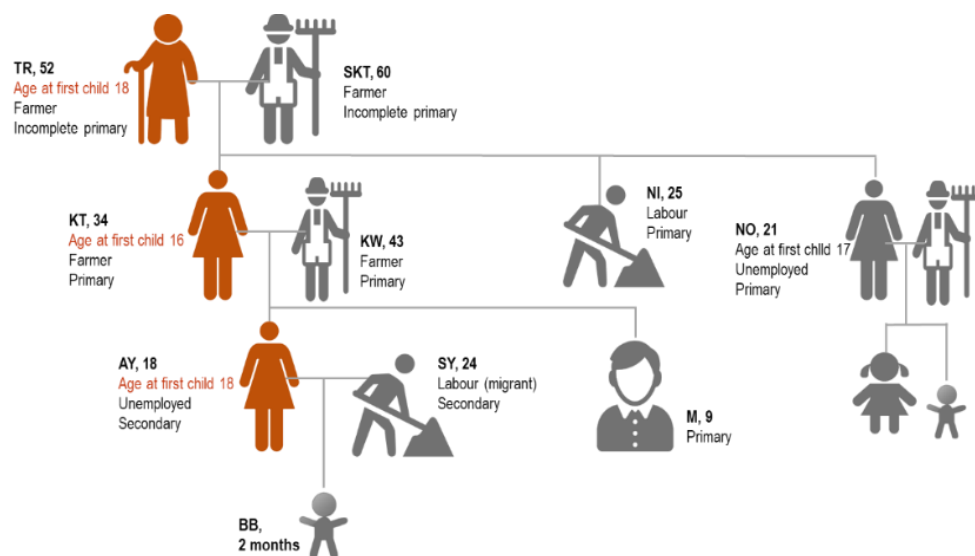 TR, 52
Age at first child 18
Farmer
Incomplete primary
SKT, 60
Farmer
Incomplete primary
KT, 34
Age at first child 16
Farmer
Primary
KW, 43
Farmer
Primary
NI, 25
Labour
Primary
NO, 21
Age at first child 17
Unemployed
Primary
AY, 18
Age at first child 18
Unemployed
Secondary
SY, 24
Labour (migrant)
Secondary
M, 9
Primary
BB,
2 months